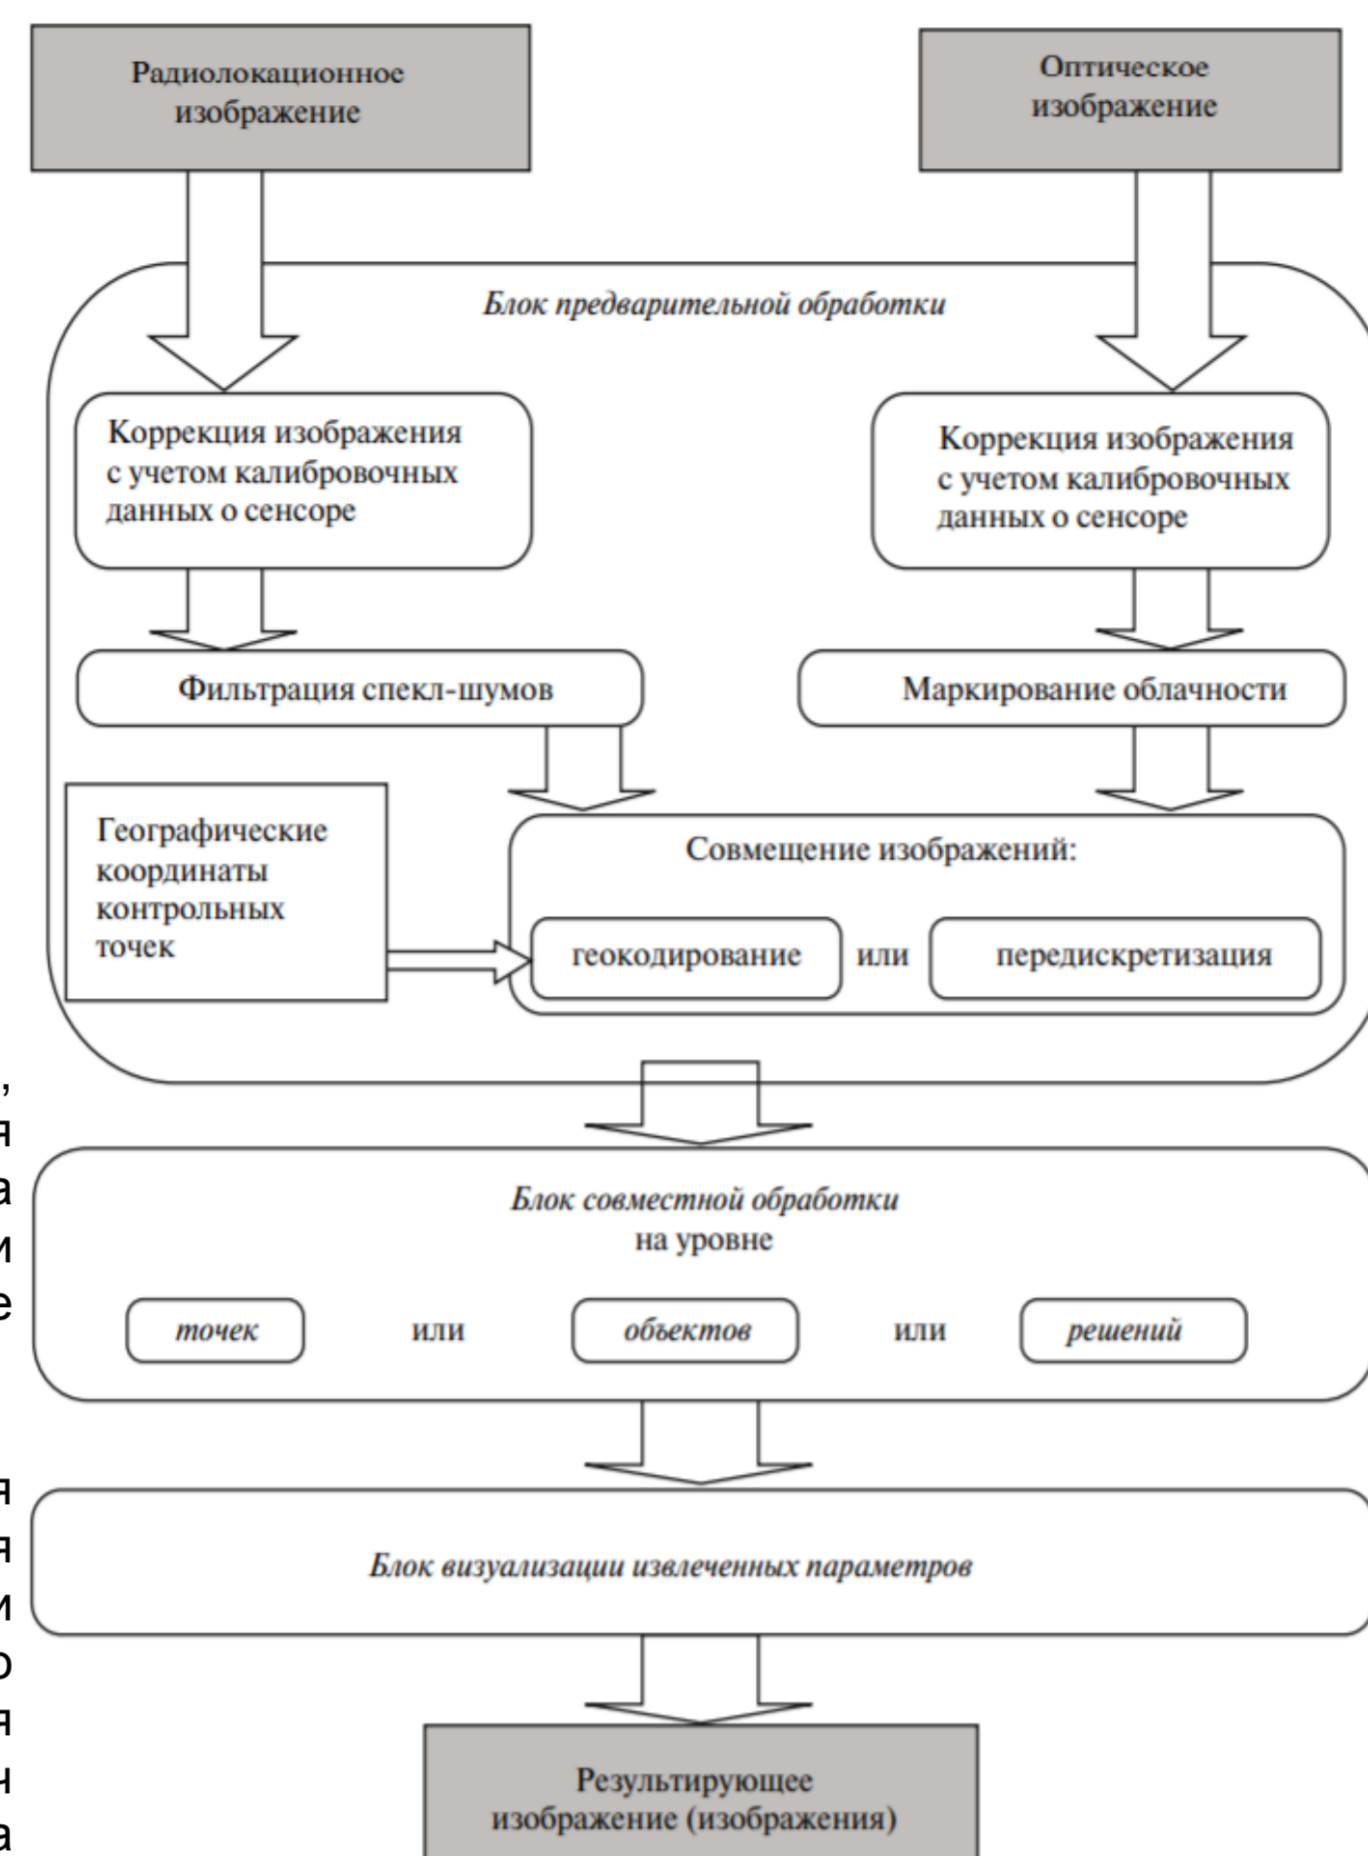 Радиолокационное
изображение
Оптическое
изображение
Блок предварительной обработки
Коррекция изображения
с учетом калибровочных
данных о сенсоре
Коррекция изображения
с учетом калибровочных
данных о сенсоре
Фильтрация спекл-шумов
Маркирование облачности
Географические
координаты
контрольных
точек
Совмещение изображений:
геокодирование или передискретизация
,
я
а
и
е
Блок совместной обработки
на уровне
точек или объектов или решений
я
я
и
о
я
ч
а
Блок визуализации извлеченных параметров
Результирующее
изображение (изображения)